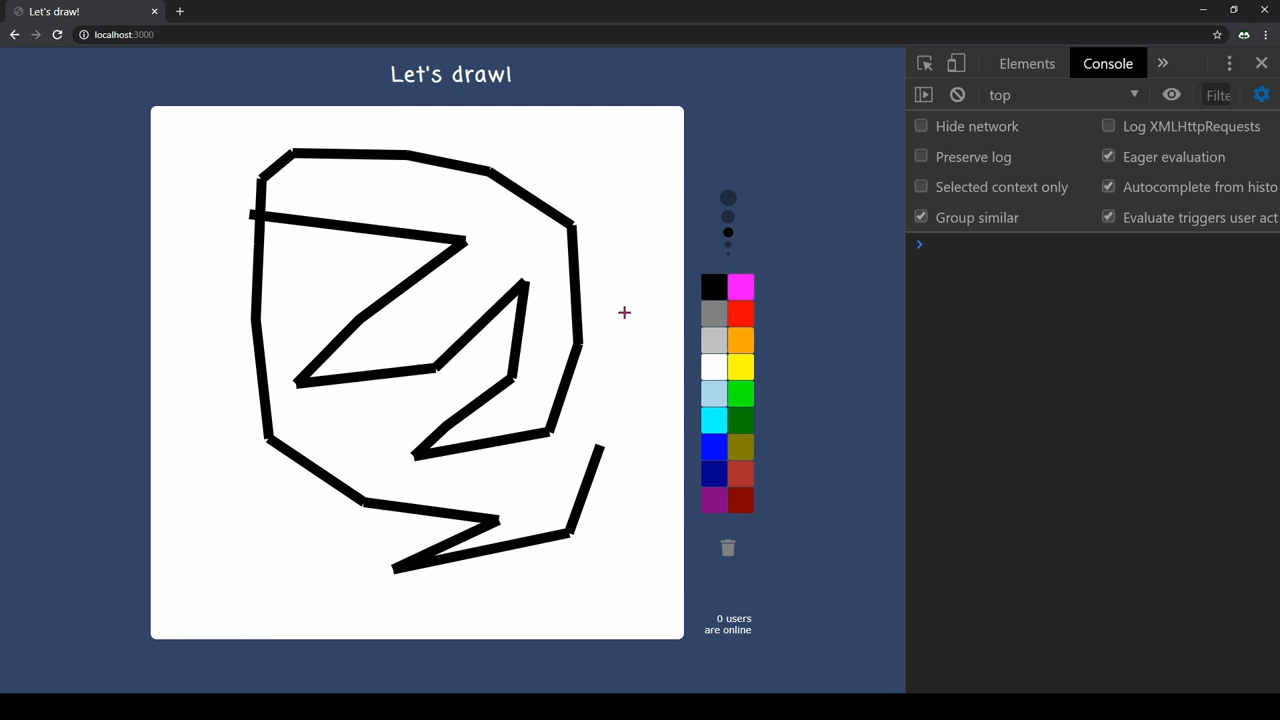 Let's draw!
localhost:3000
Let's draw!
Elements
Console
top
Filte
Hide network
Log XMLHttpRequests
Preserve log
Eager evaluation
Selected context only
Autocomplete from histo
Group similar
Evaluate triggers user act
0 users
are online